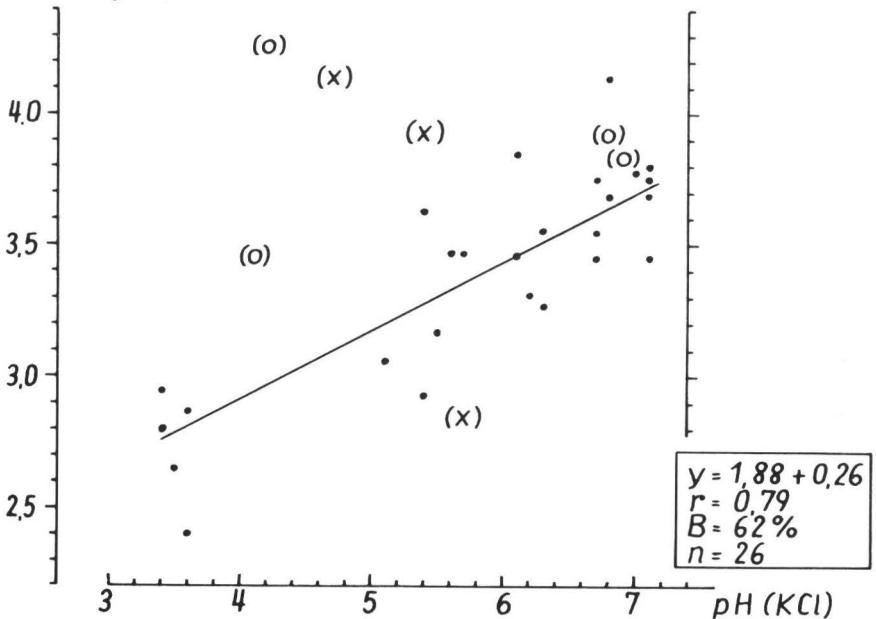 (o)
(x)
4,0
(x)
(o)
(o)
3,5
(o)
3,0
(x)
2,5
y = 1,88 + 0,26
r = 0,79
B = 62%
n = 26
3 4 5 6 7 pH (KCl)